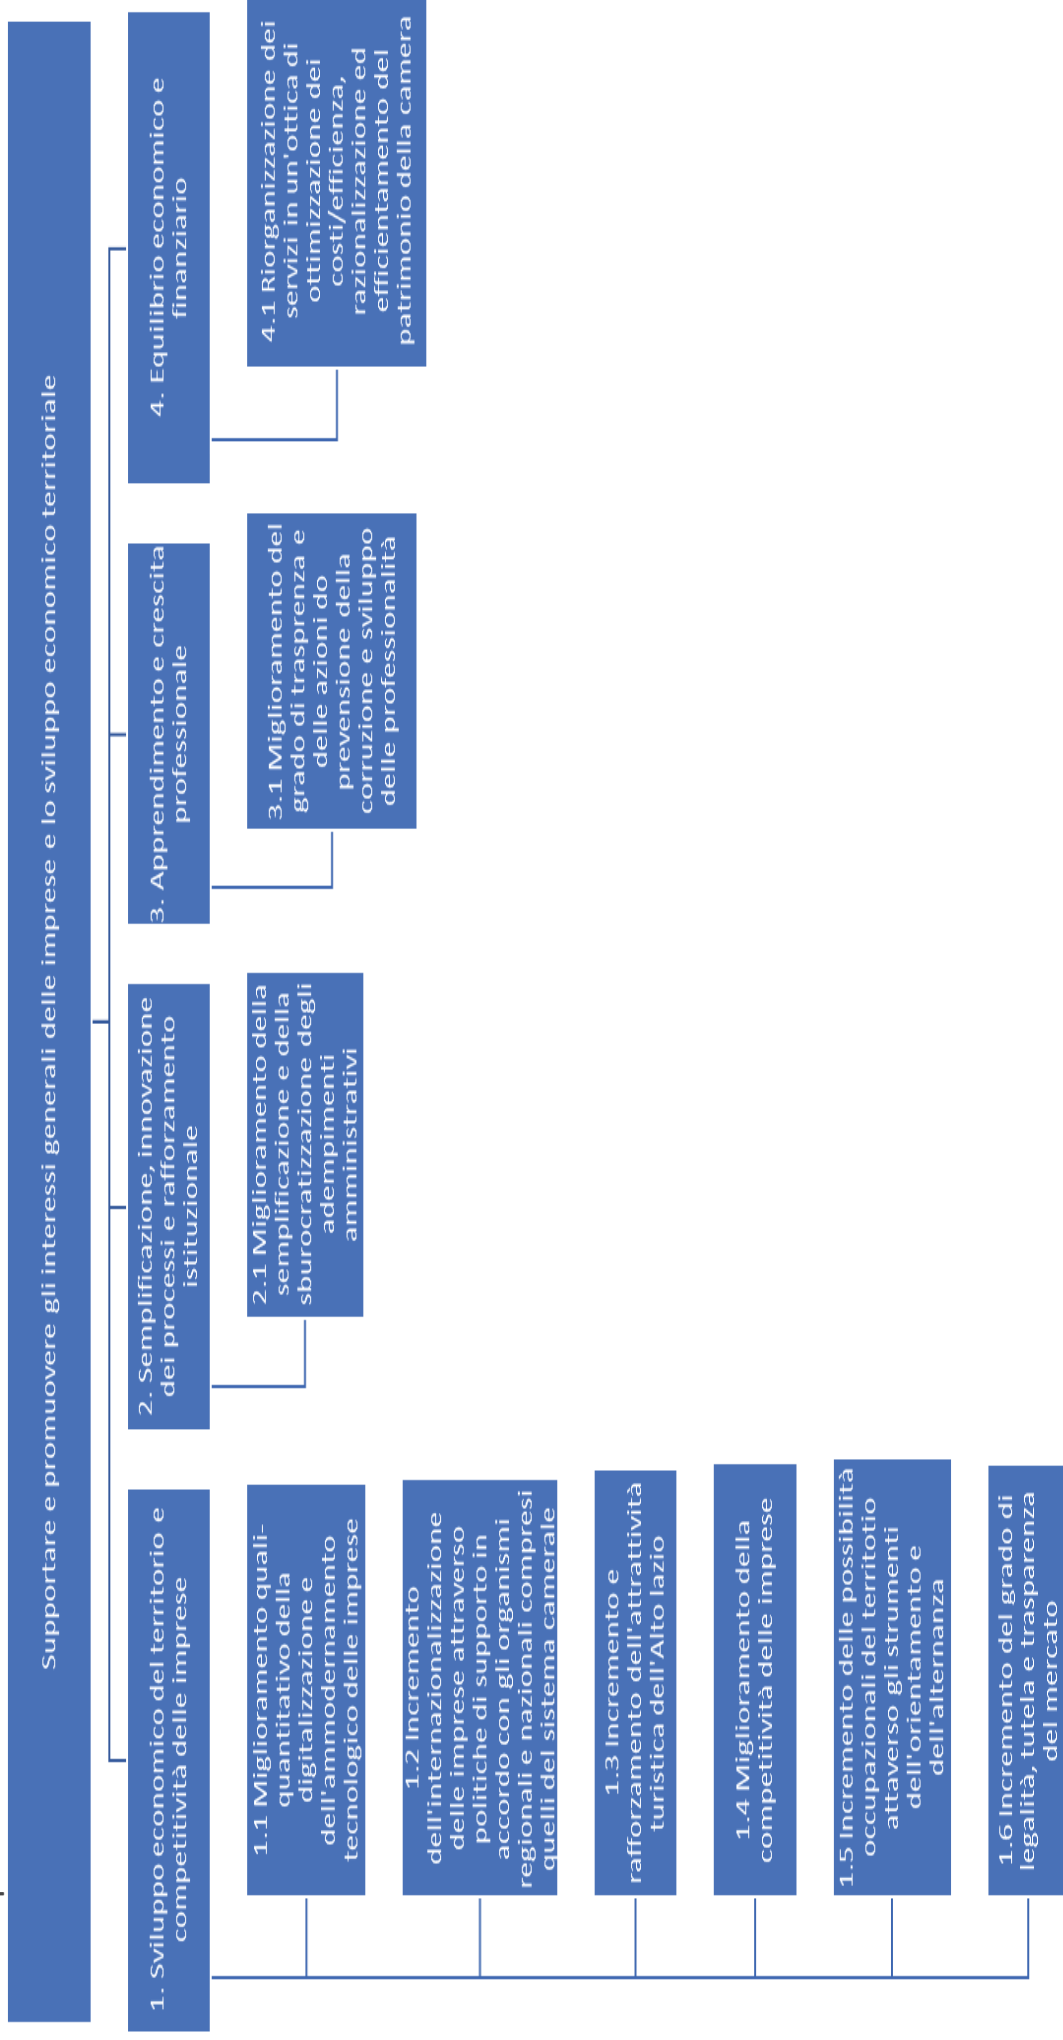 Supportare e promuovere gli interessi generali delle imprese e lo sviluppo economico territoriale
1. Sviluppo economico del territorio e
competitività delle imprese
1.1 Miglioramento quali-
quantitativo della
digitalizzazione e
dell'ammodernamento
tecnologico delle imprese
1.2 Incremento
dell'internazionalizzazione
delle imprese attraverso
politiche di supporto in
accordo con gli organismi
regionali e nazionali compresi
quelli del sistema camerale
1.3 Incremento e
rafforzamento dell'attrattività
turistica dell'Alto lazio
1.4 Miglioramento della
competitività delle imprese
1.5 Incremento delle possibilità
occupazionali del territotio
attaverso gli strumenti
dell'orientamento e
dell'alternanza
1.6 Incremento del grado di
legalità, tutela e trasparenza
del mercato
2. Semplificazione, innovazione
dei processi e rafforzamento
istituzionale
2.1 Miglioramento della
semplificazione e della
sburocratizzazione degli
adempimenti
amministrativi
3. Apprendimento e crescita
professionale
3.1 Miglioramento del
grado di trasprenza e
delle azioni do
prevensione della
corruzione e sviluppo
delle professionalità
4. Equilibrio economico e
finanziario
4.1 Riorganizzazione dei
servizi in un'ottica di
ottimizzazione dei
costi/efficienza,
razionalizzazione ed
efficientamento del
patrimonio della camera